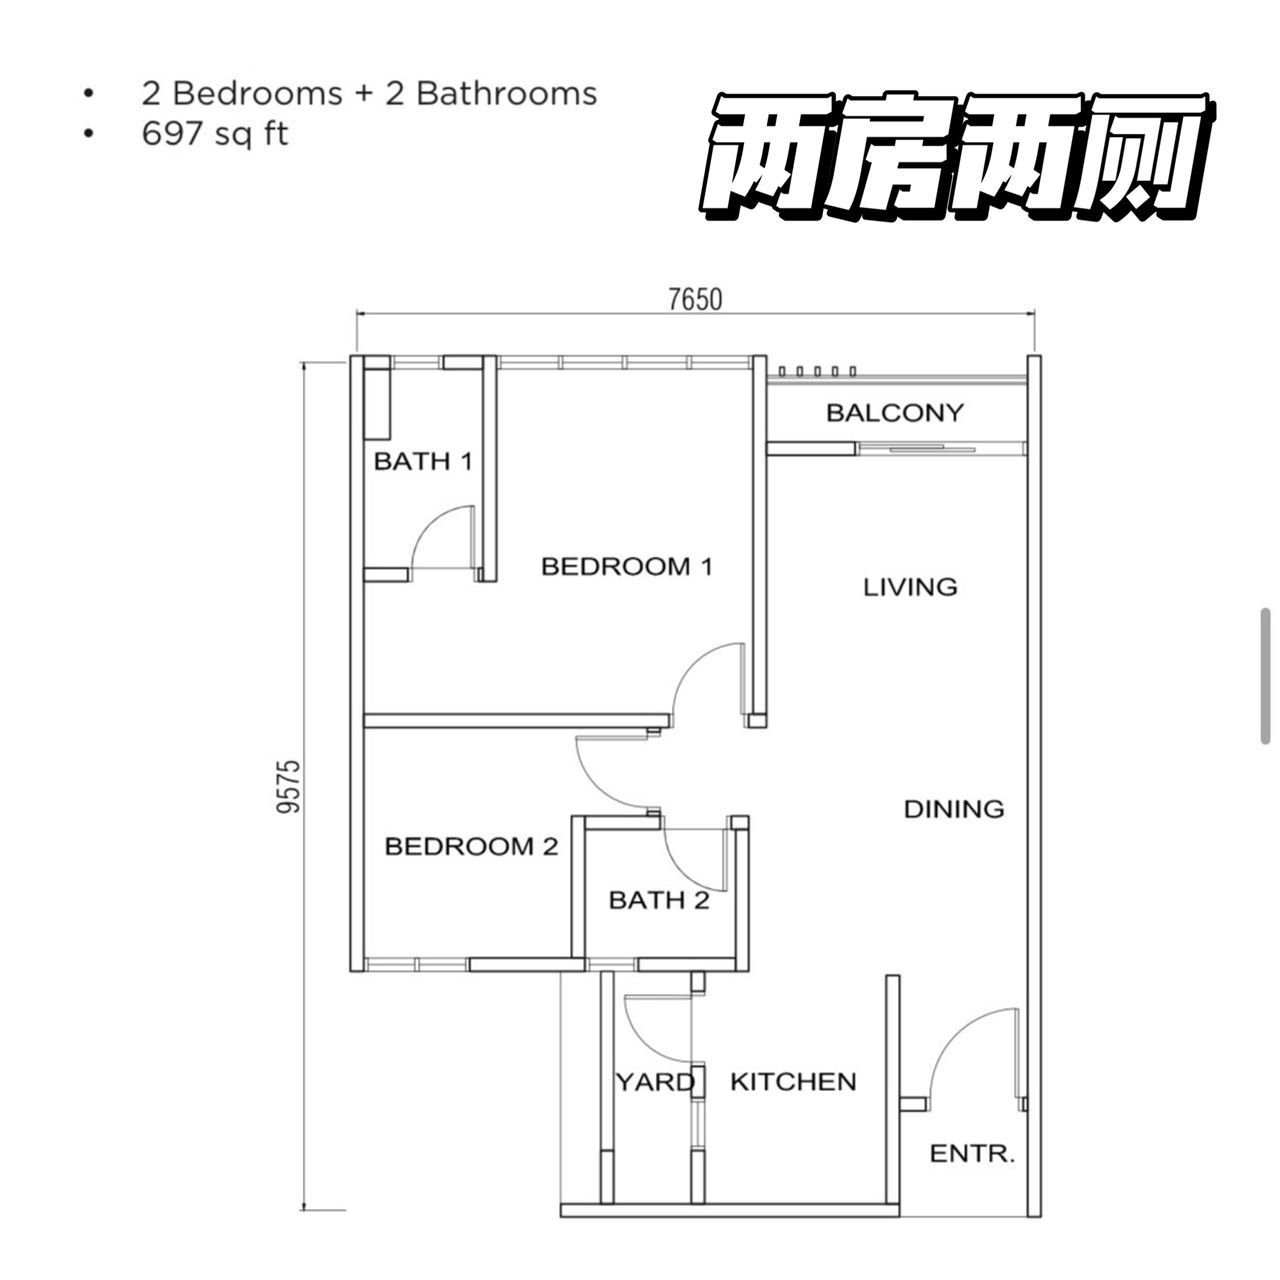 • 2 Bedrooms + 2 Bathrooms
• 697 sq ft
两房两厕
7650
BALCONY
BATH 1
BEDROOM 1
LIVING
9575
DINING
BEDROOM 2
BATH 2
YARD
KITCHEN
ENTR.